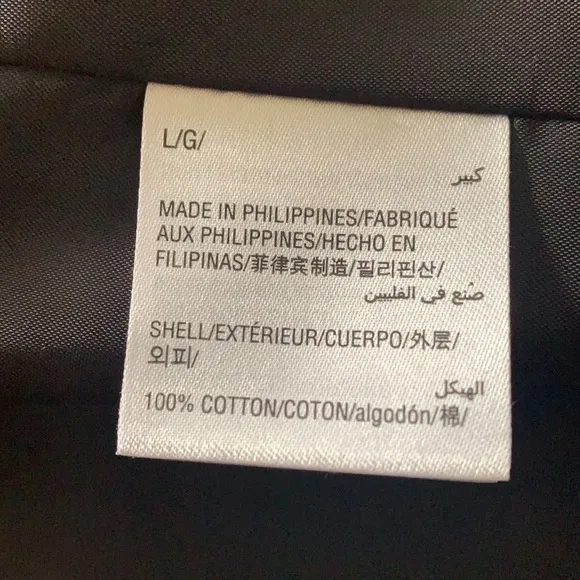 L/G/
كبير
MADE IN PHILIPPINES/FABRIQUÉ
AUX PHILIPPINES/HECHO EN
FILIPINAS/菲律宾制造/필리핀산/
صُنع في الفليبين
SHELL/EXTÉRIEUR/CUERPO/外层/
외피/
الهيكل
100% COTTON/COTON/algodón/棉/